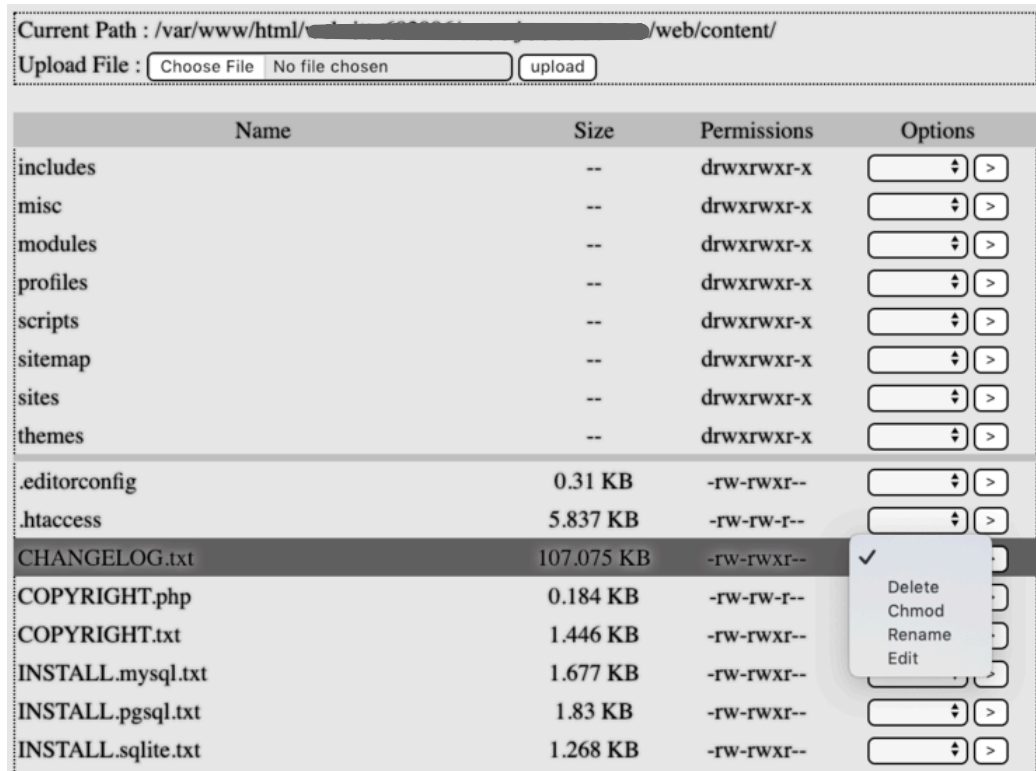 Current Path : /var/www/html/ /web/content/
Upload File : Choose File No file chosen upload
Name Size Permissions Options
includes -- drwxrwxr-x >
misc -- drwxrwxr-x >
modules -- drwxrwxr-x >
profiles -- drwxrwxr-x >
scripts -- drwxrwxr-x >
sitemap -- drwxrwxr-x >
sites -- drwxrwxr-x >
themes -- drwxrwxr-x >
.editorconfig 0.31 KB -rw-rwxr-- >
.htaccess 5.837 KB -rw-rw-r-- >
CHANGELOG.txt 107.075 KB -rw-rwxr-- ✓
Delete
COPYRIGHT.php 0.184 KB -rw-rw-r-- Chmod
COPYRIGHT.txt 1.446 KB -rw-rwxr-- Rename
Edit
INSTALL.mysql.txt 1.677 KB -rw-rwxr-- >
INSTALL.pgsql.txt 1.83 KB -rw-rwxr-- >
INSTALL.sqlite.txt 1.268 KB -rw-rwxr-- >